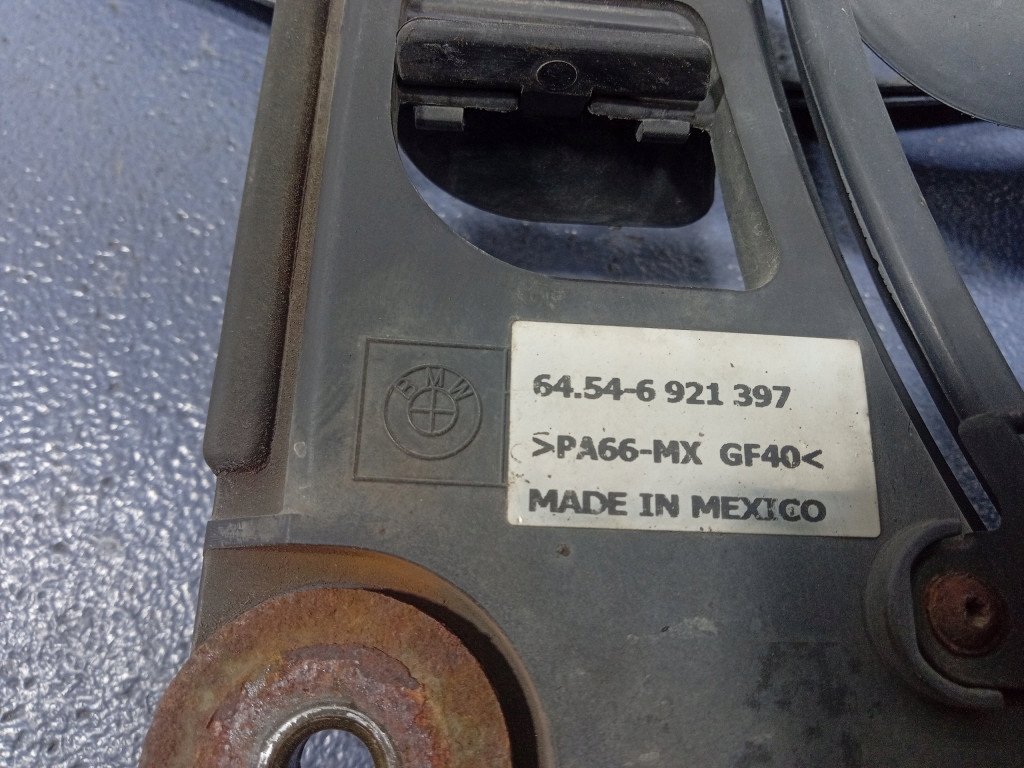 BMW
64.54-6 921 397
>PA66-MX GF40<
MADE IN MEXICO